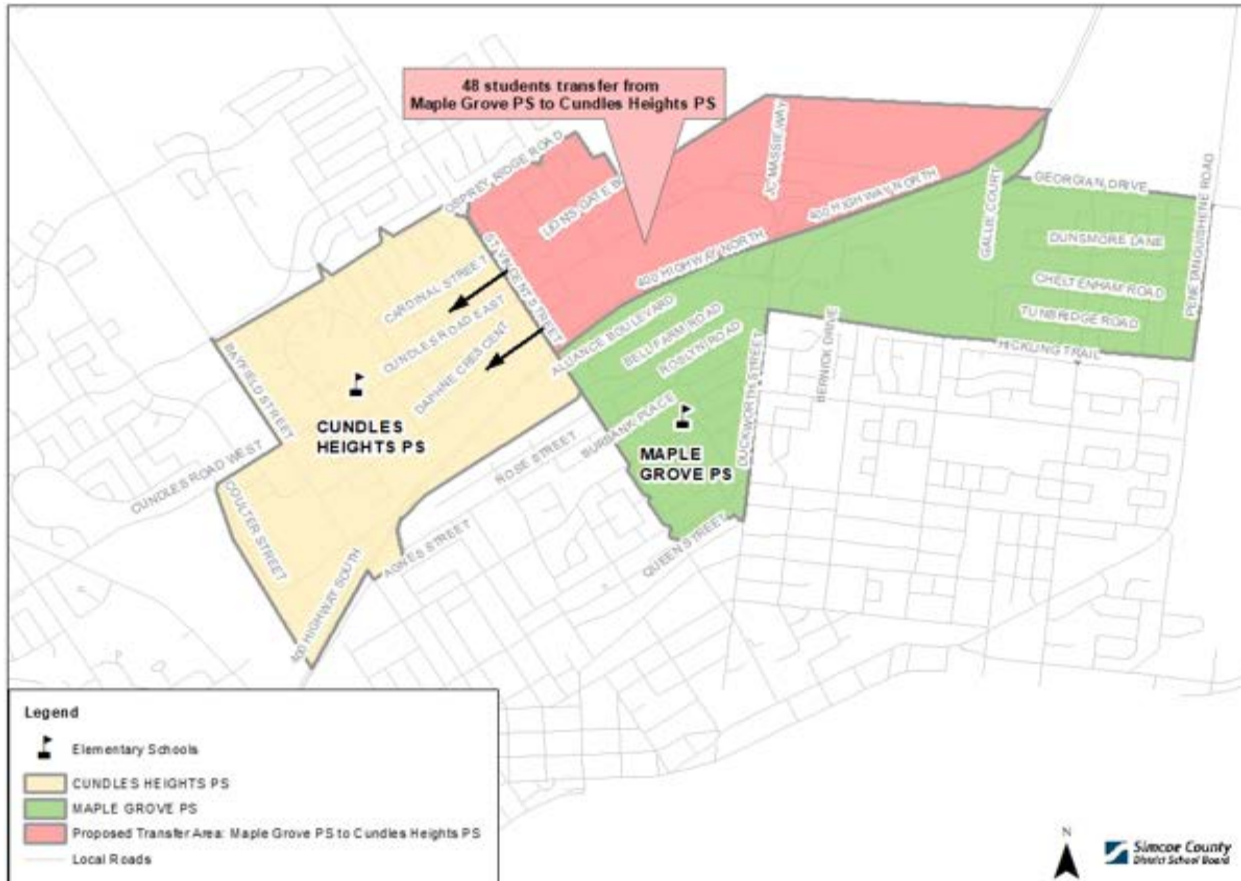 48 students transfer from
Maple Grove PS to Cundles Heights PS
OSPREY RIDGE ROAD
LIONS GATE B
JC MASSIE WAY
400 HIGHWAY NORTH
400 HIGHWAY NORTH
GALLIE COURT
GEORGIAN DRIVE
PENETANGUISHENE ROAD
DUNSMORE LANE
CHELTENHAM ROAD
TUNBRIDGE ROAD
HICKLING TRAIL
ST VINCENT STREET
CARDINAL STREET
CUNDLES ROAD EAST
DAPHNE CRESCENT
ALLIANCE BOULEVARD
BELL FARM ROAD
ROSLYN ROAD
BURBANK PLACE
DUCKWORTH STREET
BERNICK DRIVE
BAYFIELD STREET
CUNDLES
HEIGHTS PS
MAPLE
GROVE PS
CUNDLES ROAD WEST
COULTER STREET
ROSE STREET
AGNES STREET
QUEEN STREET
400 HIGHWAY SOUTH
Legend
Elementary Schools
CUNDLES HEIGHTS PS
MAPLE GROVE PS
Proposed Transfer Area: Maple Grove PS to Cundles Heights PS
Local Roads
N
Simcoe County
District School Board